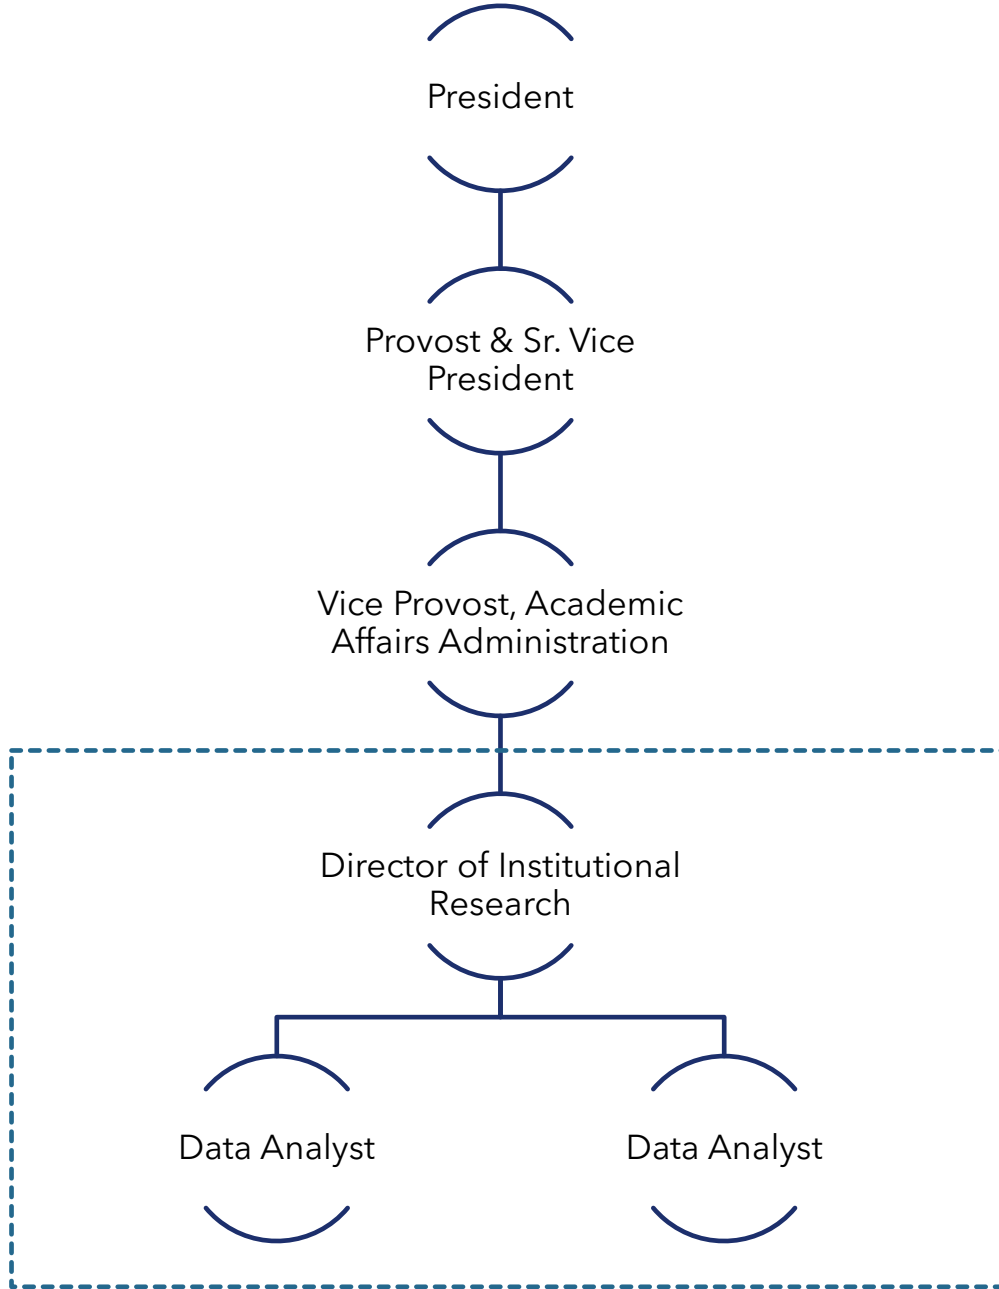 President
Provost & Sr. Vice
President
Vice Provost, Academic
Affairs Administration
Director of Institutional
Research
Data Analyst
Data Analyst